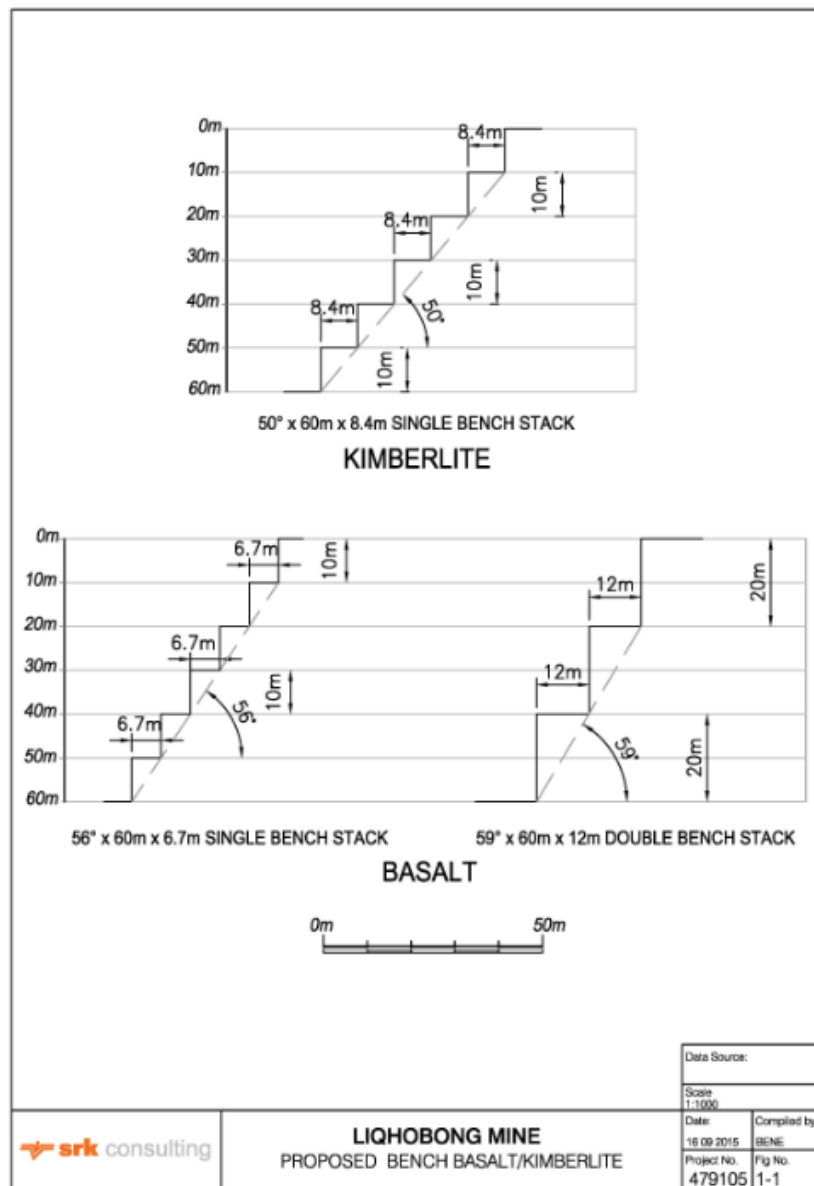 0m
8.4m
10m
10m
20m
8.4m
30m
10m
8.4m
40m
50°
50m
10m
60m
50° x 60m x 8.4m SINGLE BENCH STACK
KIMBERLITE
0m
6.7m
10m
12m
20m
10m
20m
6.7m
30m
10m
12m
40m
6.7m
56°
59°
20m
50m
60m
56° x 60m x 6.7m SINGLE BENCH STACK
59° x 60m x 12m DOUBLE BENCH STACK
BASALT
0m
50m
Data Source:
Scale
1:1000
Date:
Compiled by
16 09 2015
BENE
Project No.
Fig No.
479105
1-1
srk consulting
LIQHOBONG MINE
PROPOSED BENCH BASALT/KIMBERLITE